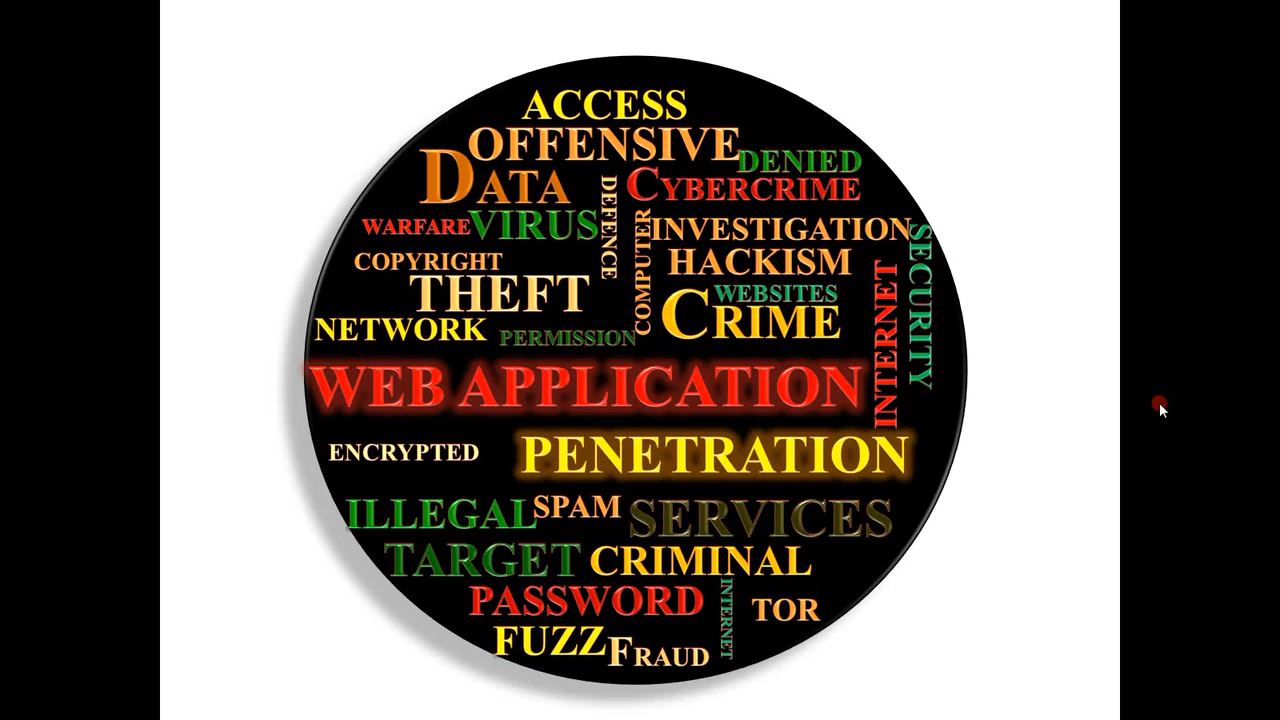 ACCESS
OFFENSIVE
DENIED
DATA
CYBERCRIME
DEFENCE
WARFARE
VIRUS
COMPUTER
INVESTIGATION
SECURITY
COPYRIGHT
HACKISM
INTERNET
THEFT
WEBSITES
CRIME
NETWORK
PERMISSION
WEB APPLICATION
ENCRYPTED
PENETRATION
ILLEGAL
SPAM
SERVICES
TARGET
CRIMINAL
PASSWORD
INTERNET
TOR
FUZZ
FRAUD